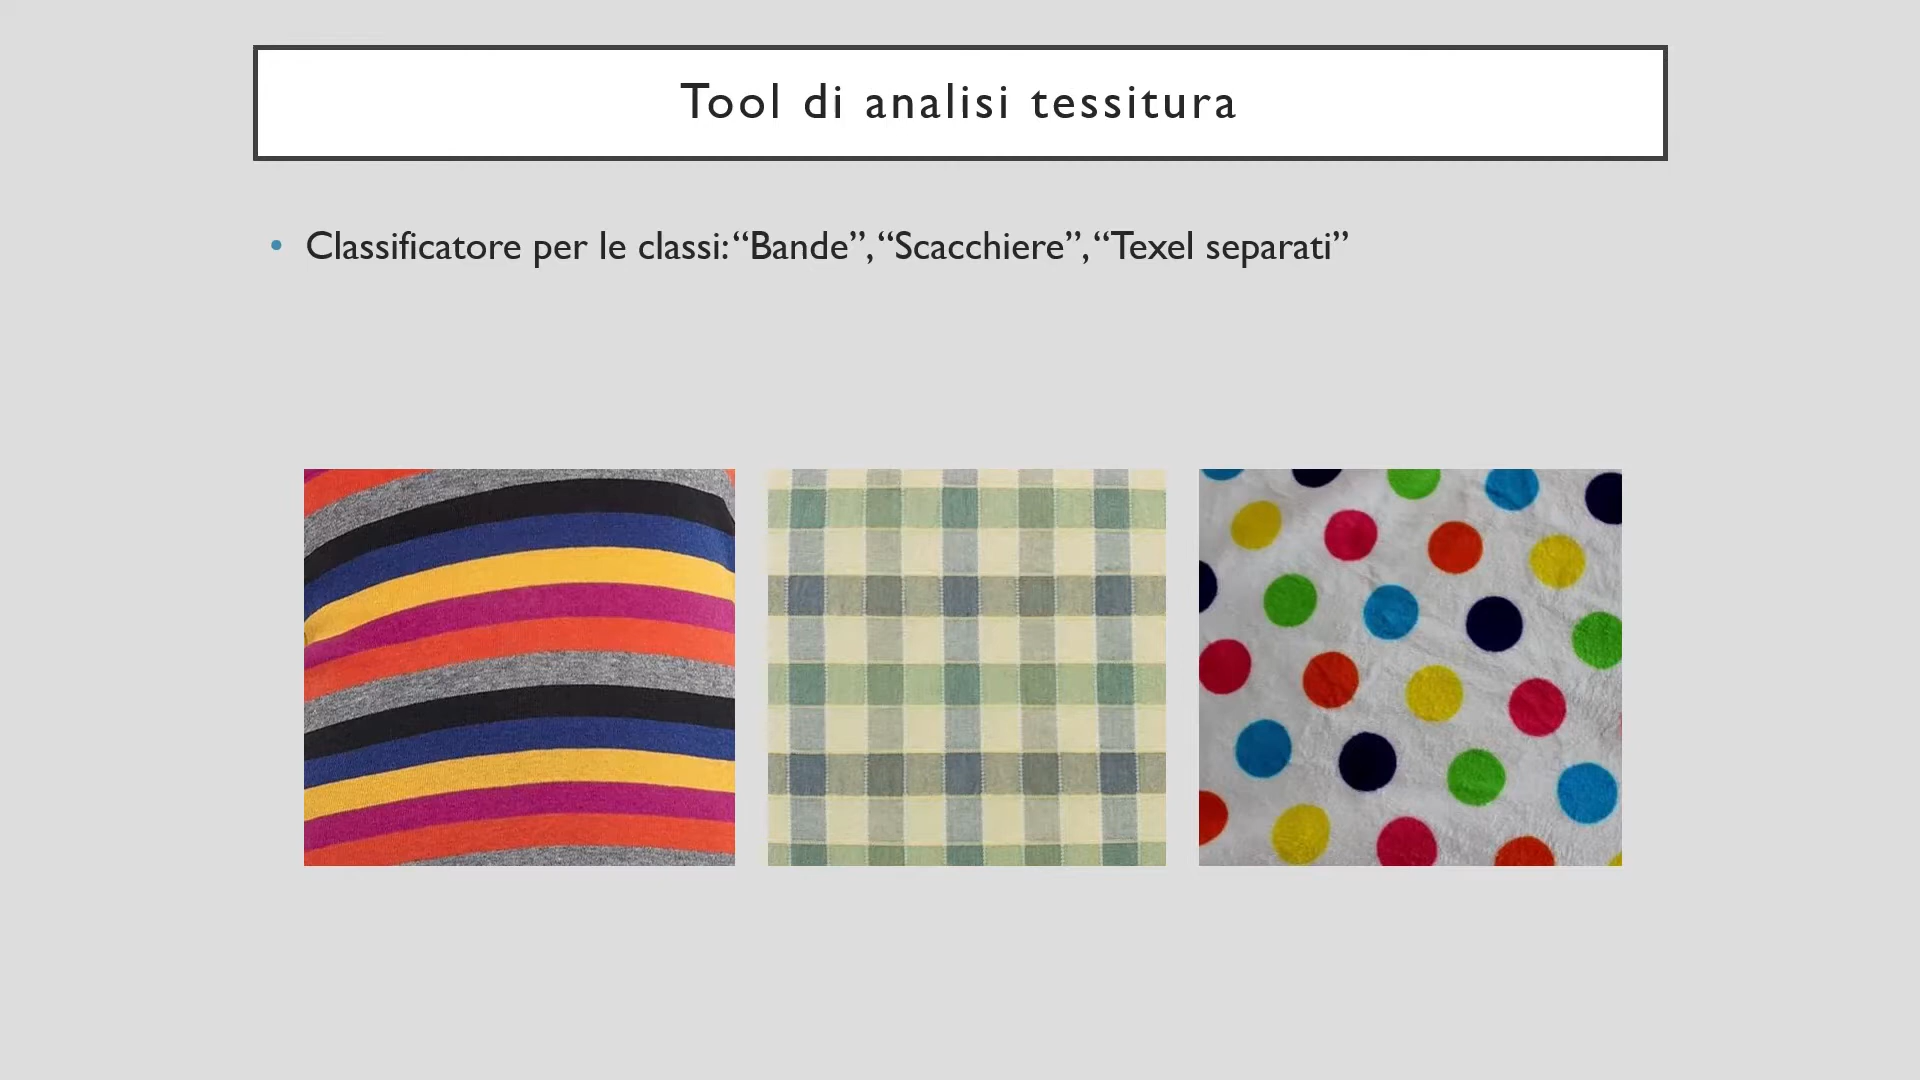 Tool di analisi tessitura
• Classificatore per le classi: “Bande”, “Scacchiere”, “Texel separati”